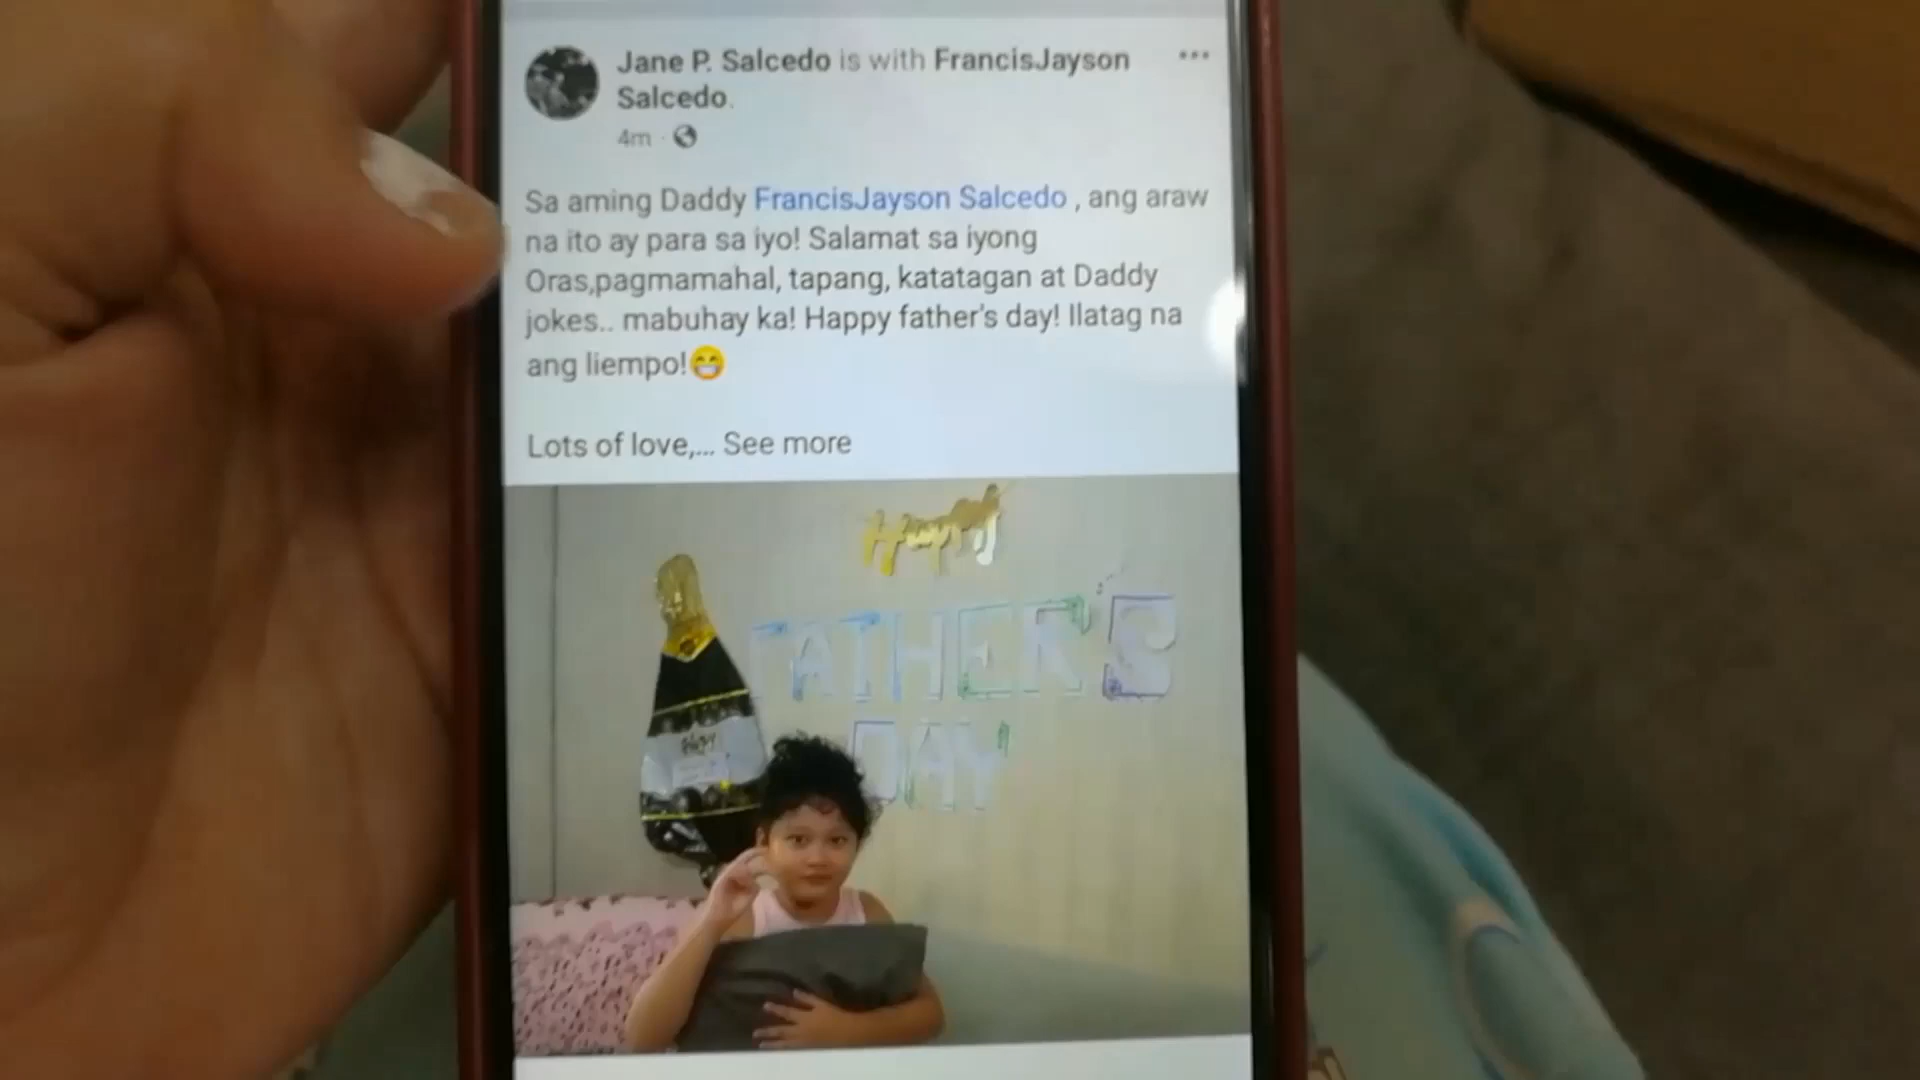 Jane P. Salcedo is with FrancisJayson
Salcedo.
4m ·
Sa aming Daddy FrancisJayson Salcedo , ang araw
na ito ay para sa iyo! Salamat sa iyong
Oras,pagmamahal, tapang, katatagan at Daddy
jokes.. mabuhay ka! Happy father's day! Ilatag na
ang liempo!😁
Lots of love,... See more
Happy
FATHER'S
DAY